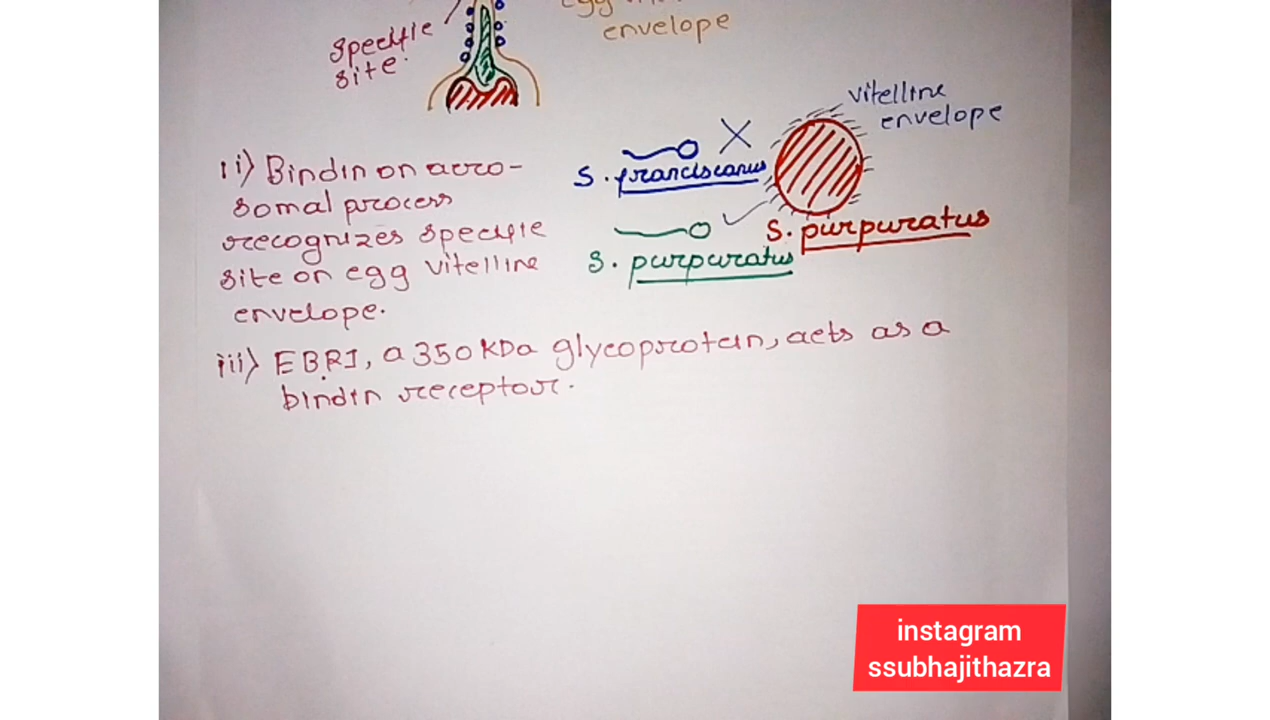 specific
site.
envelope
vitelline
envelope
S. franciscanus
S. purpuratus
S. purpuratus
ii) Bindin on acro-
somal process
recognizes specific
site on egg vitelline
envelope.
iii) EBR1, a 350 kDa glycoprotein, acts as a
bindin receptor.
instagram
ssubhajithazra